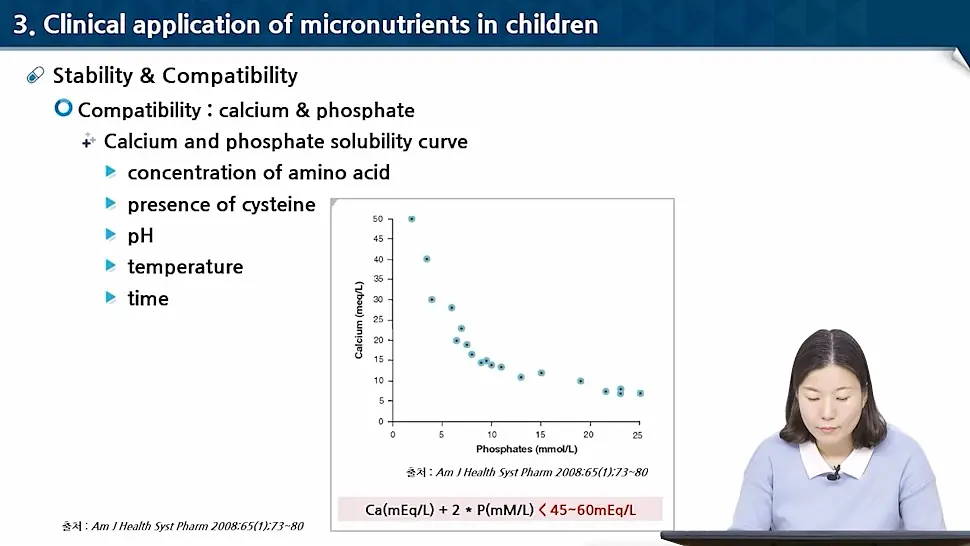 3. Clinical application of micronutrients in children
Stability & Compatibility
Compatibility : calcium & phosphate
Calcium and phosphate solubility curve
concentration of amino acid
presence of cysteine
pH
temperature
time
50
45
40
35
30
25
20
15
10
5
0
Calcium (meq/L)
0 5 10 15 20 25
Phosphates (mmol/L)
출처 : Am J Health Syst Pharm 2008;65(1):73~80
Ca(mEq/L) + 2 * P(mM/L) < 45~60mEq/L
출처 : Am J Health Syst Pharm 2008:65(1):73~80